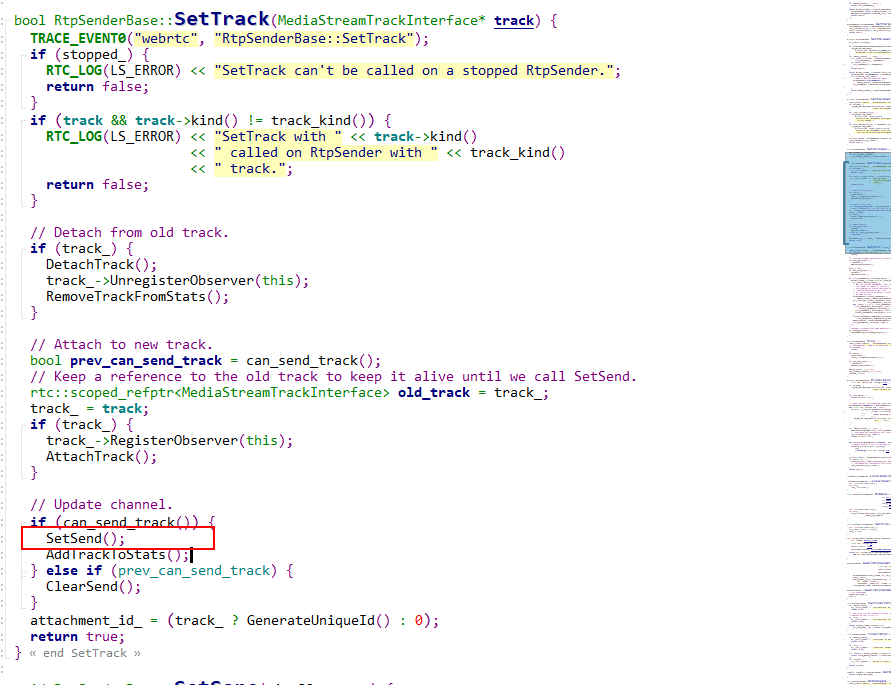 bool RtpSenderBase::SetTrack(MediaStreamTrackInterface* track) {
  TRACE_EVENT0("webrtc", "RtpSenderBase::SetTrack");
  if (stopped_) {
    RTC_LOG(LS_ERROR) << "SetTrack can't be called on a stopped RtpSender.";
    return false;
  }
  if (track && track->kind() != track_kind()) {
    RTC_LOG(LS_ERROR) << "SetTrack with " << track->kind()
                      << " called on RtpSender with " << track_kind()
                      << " track.";
    return false;
  }

  // Detach from old track.
  if (track_) {
    DetachTrack();
    track_->UnregisterObserver(this);
    RemoveTrackFromStats();
  }

  // Attach to new track.
  bool prev_can_send_track = can_send_track();
  // Keep a reference to the old track to keep it alive until we call SetSend.
  rtc::scoped_refptr<MediaStreamTrackInterface> old_track = track_;
  track_ = track;
  if (track_) {
    track_->RegisterObserver(this);
    AttachTrack();
  }

  // Update channel.
  if (can_send_track()) {
    SetSend();
    AddTrackToStats();
  } else if (prev_can_send_track) {
    ClearSend();
  }
  attachment_id_ = (track_ ? GenerateUniqueId() : 0);
  return true;
} « end SetTrack »